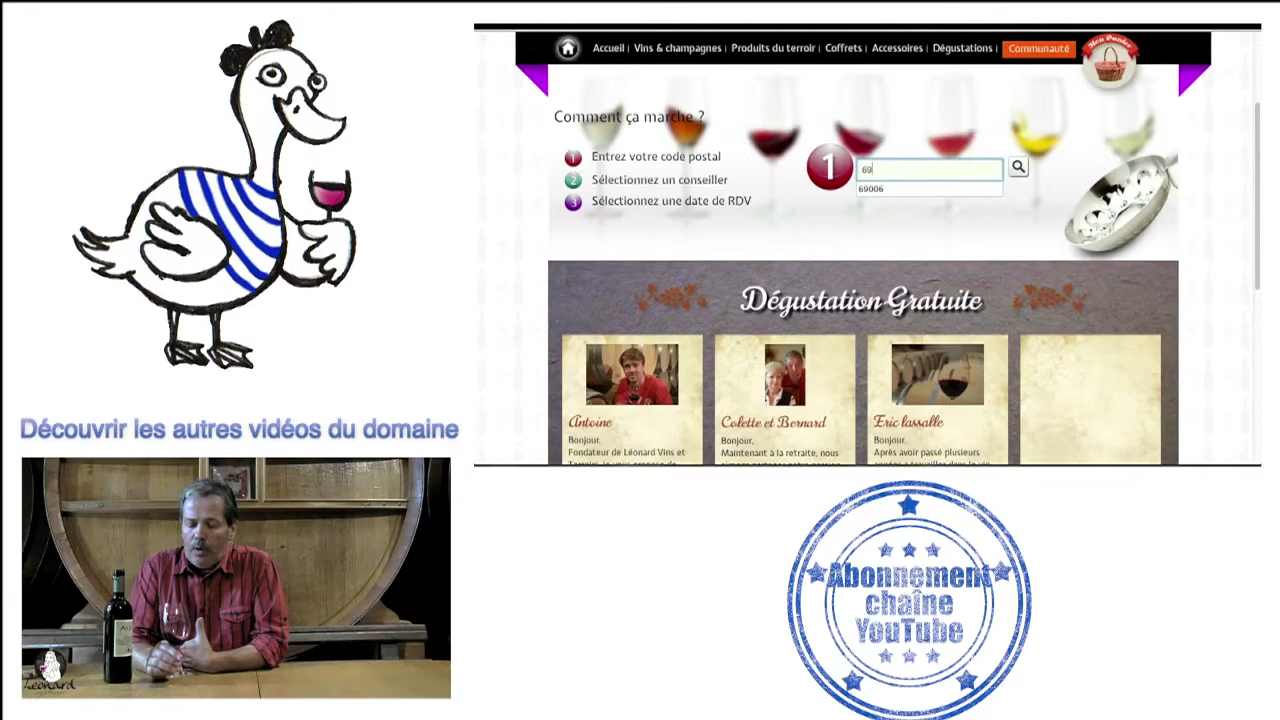 Accueil | Vins & champagnes | Produits du terroir | Coffrets | Accessoires | Dégustations | Communauté
Mon Panier
Comment ça marche ?
1 Entrez votre code postal
2 Sélectionnez un conseiller
3 Sélectionnez une date de RDV
1
69
69006
Dégustation Gratuite
Antoine
Bonjour,
Fondateur de Léonard Vins et
Colette et Bernard
Bonjour,
Maintenant à la retraite, nous
Eric lassalle
Bonjour,
Après avoir passé plusieurs
Découvrir les autres vidéos du domaine
Léonard
Abonnement
chaîne
YouTube